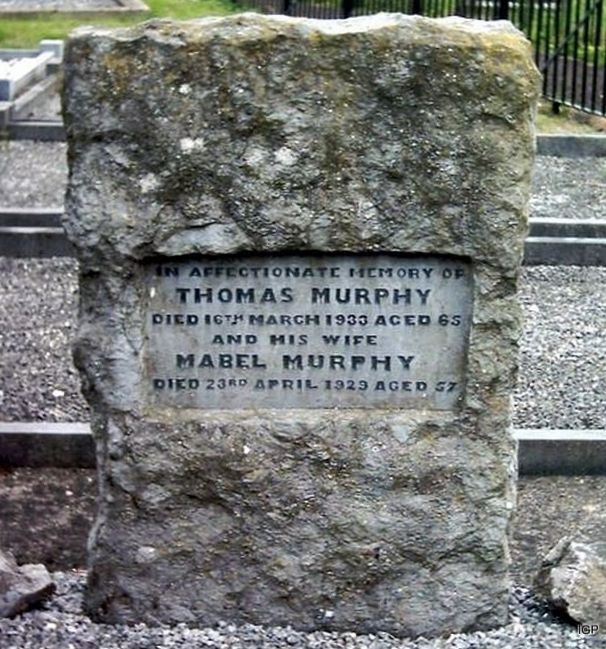 IN AFFECTIONATE MEMORY OF
THOMAS MURPHY
DIED 16TH MARCH 1933 AGED 65
AND HIS WIFE
MABEL MURPHY
DIED 23RD APRIL 1929 AGED 57
IGP